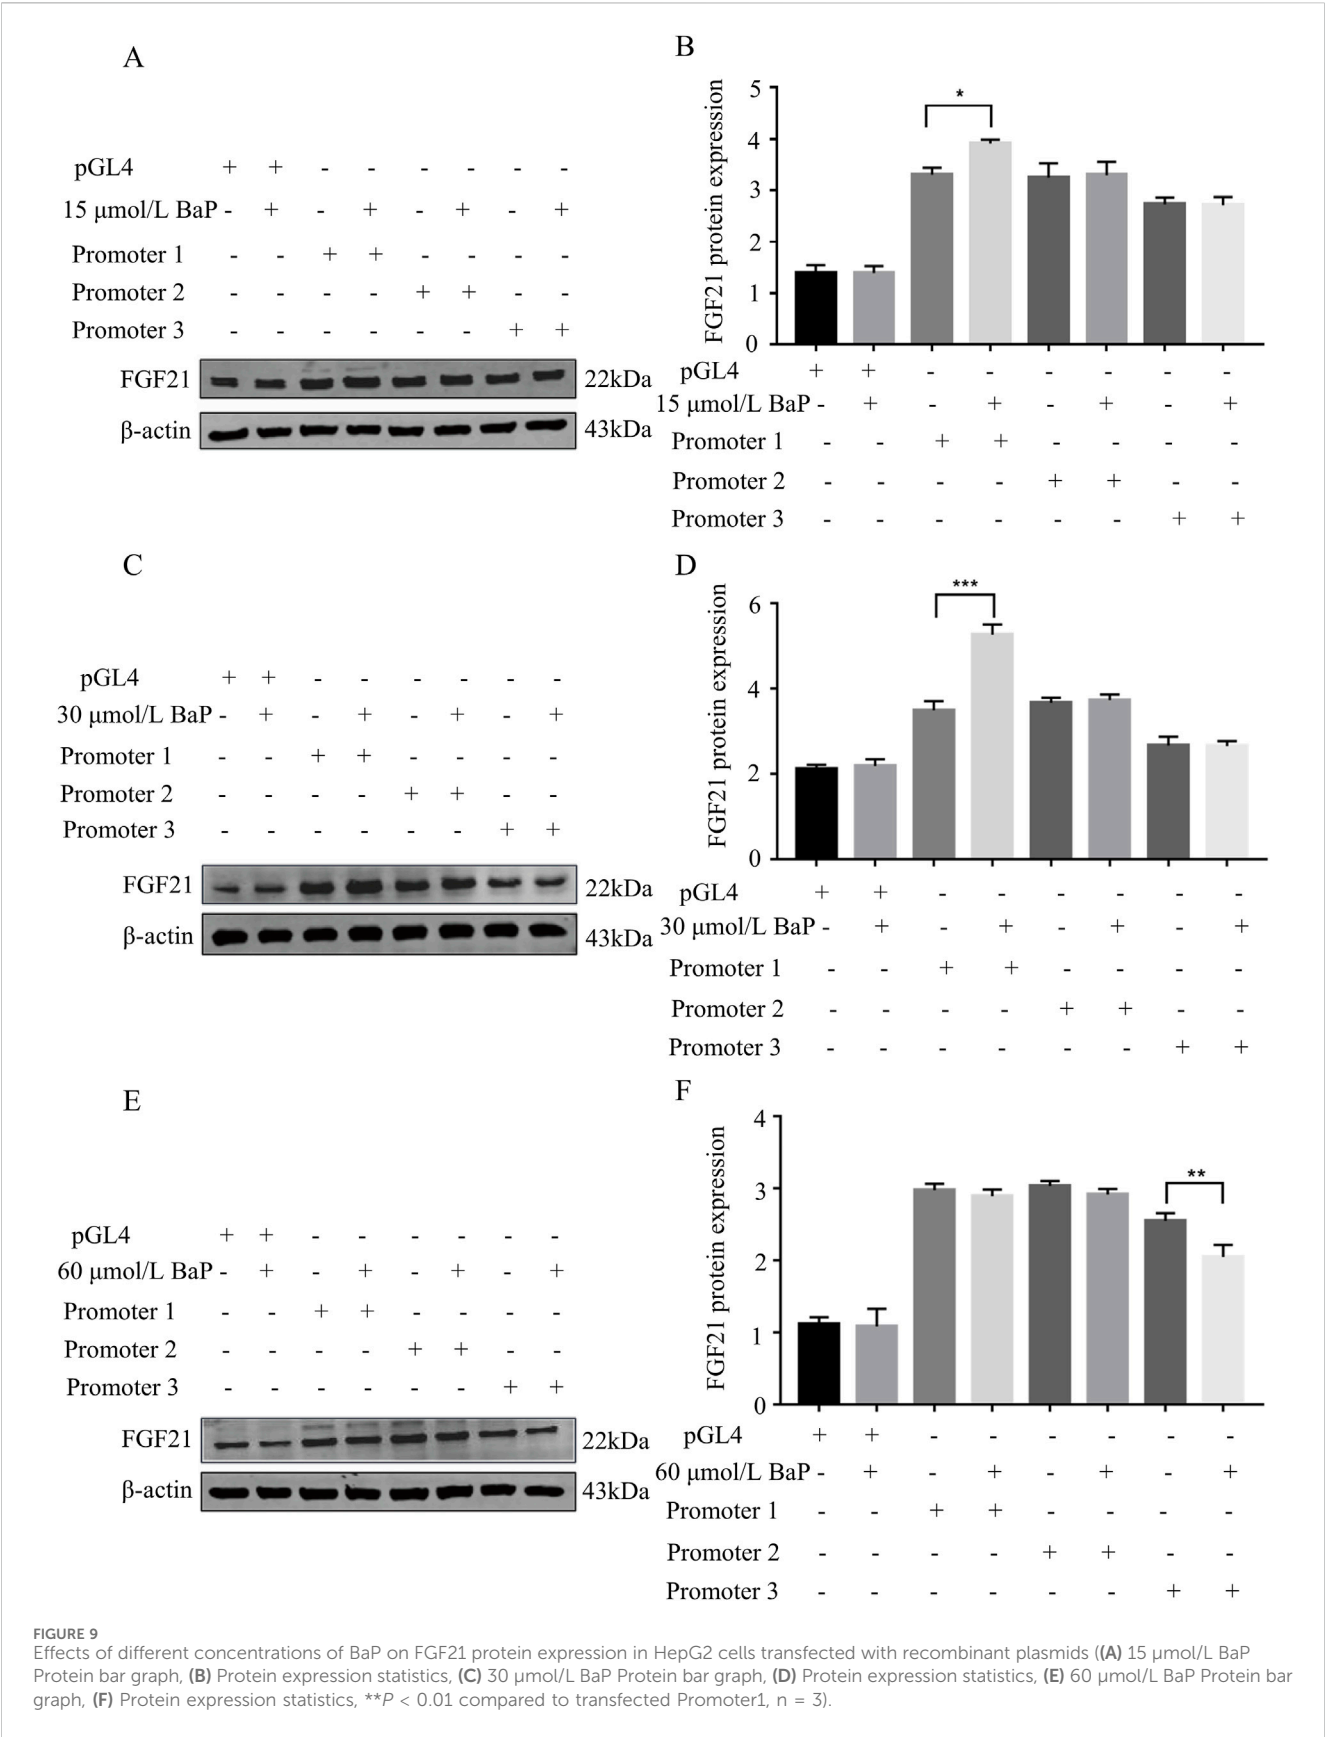 A
pGL4 + + - - - - - -
15 μmol/L BaP - + - + - + - +
Promoter 1 - - + + - - - -
Promoter 2 - - - - + + - -
Promoter 3 - - - - - - + +
FGF21 22kDa
β-actin 43kDa
B
FGF21 protein expression
5
4
3
2
1
0
*
pGL4 + + - - - - - -
15 μmol/L BaP - + - + - + - +
Promoter 1 - - + + - - - -
Promoter 2 - - - - + + - -
Promoter 3 - - - - - - + +
C
pGL4 + + - - - - - -
30 μmol/L BaP - + - + - + - +
Promoter 1 - - + + - - - -
Promoter 2 - - - - + + - -
Promoter 3 - - - - - - + +
FGF21 22kDa
β-actin 43kDa
D
FGF21 protein expression
6
4
2
0
***
pGL4 + + - - - - - -
30 μmol/L BaP - + - + - + - +
Promoter 1 - - + + - - - -
Promoter 2 - - - - + + - -
Promoter 3 - - - - - - + +
E
pGL4 + + - - - - - -
60 μmol/L BaP - + - + - + - +
Promoter 1 - - + + - - - -
Promoter 2 - - - - + + - -
Promoter 3 - - - - - - + +
FGF21 22kDa
β-actin 43kDa
F
FGF21 protein expression
4
3
2
1
0
**
pGL4 + + - - - - - -
60 μmol/L BaP - + - + - + - +
Promoter 1 - - + + - - - -
Promoter 2 - - - - + + - -
Promoter 3 - - - - - - + +
FIGURE 9
Effects of different concentrations of BaP on FGF21 protein expression in HepG2 cells transfected with recombinant plasmids ((A) 15 μmol/L BaP
Protein bar graph, (B) Protein expression statistics, (C) 30 μmol/L BaP Protein bar graph, (D) Protein expression statistics, (E) 60 μmol/L BaP Protein bar
graph, (F) Protein expression statistics, **P < 0.01 compared to transfected Promoter1, n = 3).